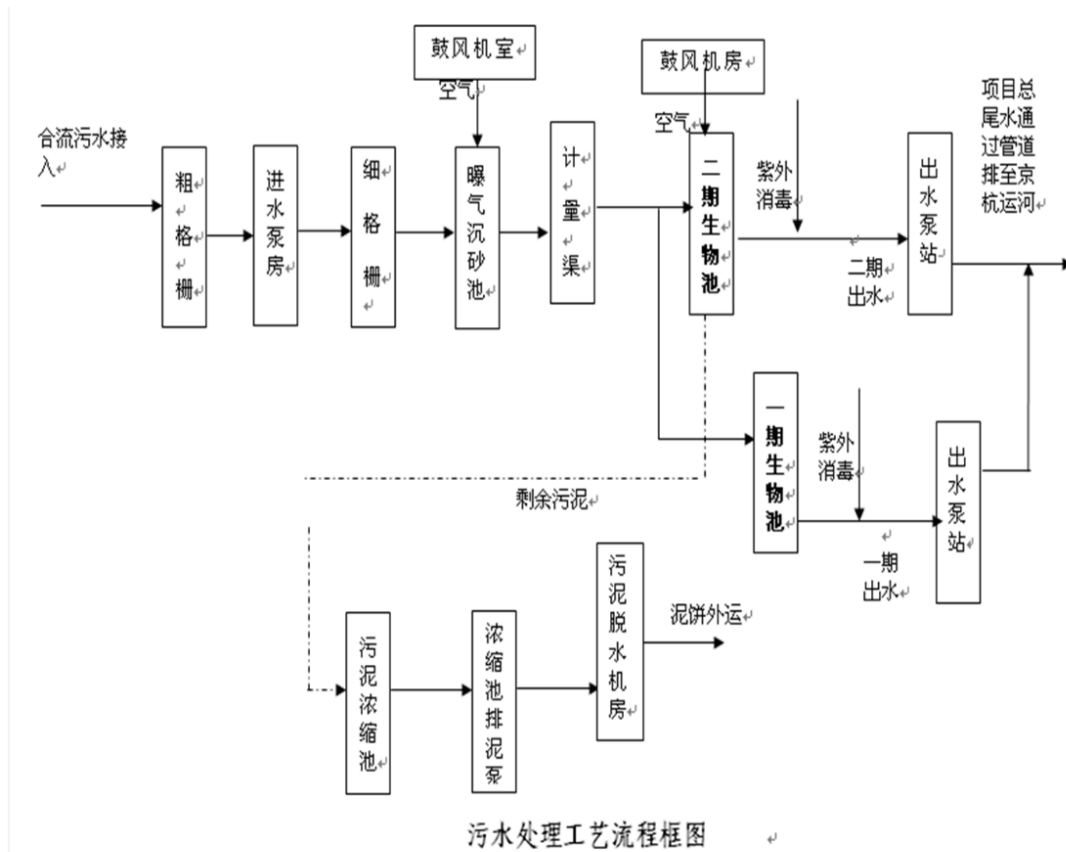 鼓风机室
鼓风机房
空气
空气
项目总
尾水通
过管道
排至京
杭运河
合流污水接
入
粗格栅
进水泵房
细格栅
曝气沉砂池
计量渠
二期生物池
紫外
消毒
出水泵站
二期
出水
一期生物池
紫外
消毒
出水泵站
一期
出水
剩余污泥
污泥浓缩池
浓缩池排泥泵
污泥脱水机房
泥饼外运
污水处理工艺流程框图